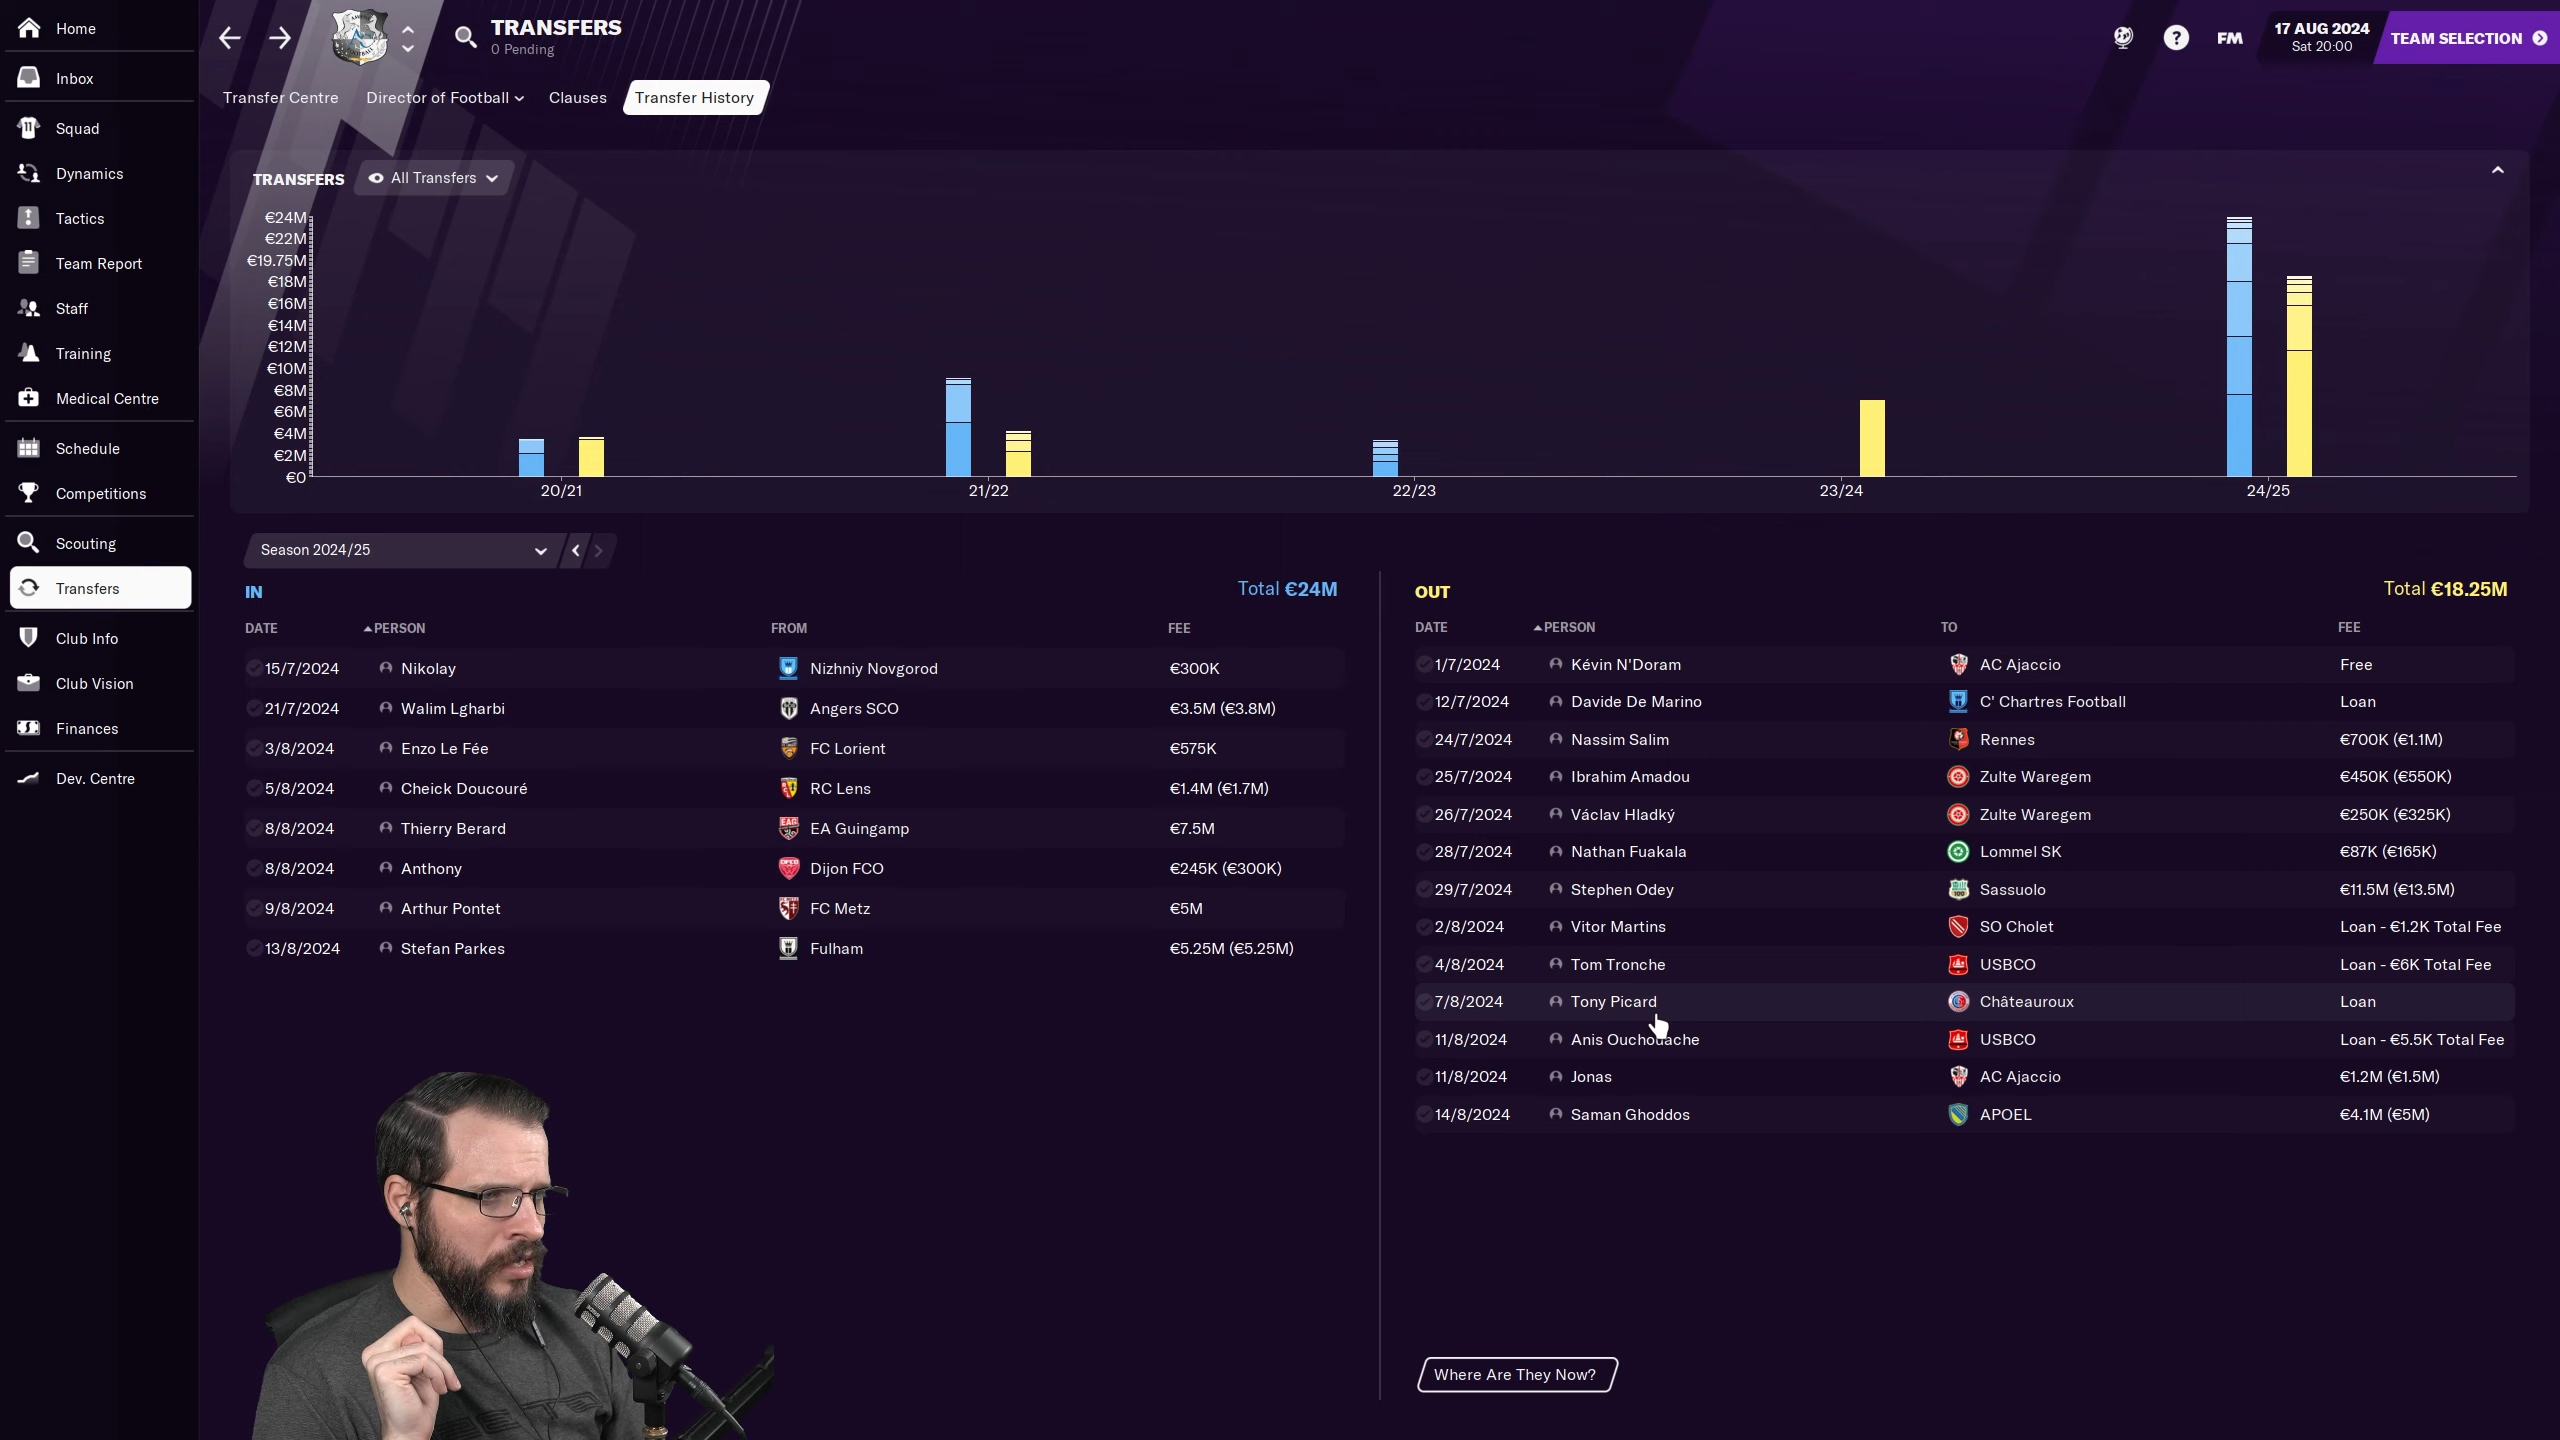 Home
Inbox
Squad
Dynamics
Tactics
Team Report
Staff
Training
Medical Centre
Schedule
Competitions
Scouting
Transfers
Club Info
Club Vision
Finances
Dev. Centre
TRANSFERS
0 Pending
FM
17 AUG 2024
Sat 20:00
TEAM SELECTION
Transfer Centre Director of Football Clauses Transfer History
TRANSFERS All Transfers
€24M
€22M
€19.75M
€18M
€16M
€14M
€12M
€10M
€8M
€6M
€4M
€2M
€0
20/21 21/22 22/23 23/24 24/25
Season 2024/25
IN Total €24M
DATE PERSON FROM FEE
15/7/2024 Nikolay Nizhniy Novgorod €300K
21/7/2024 Walim Lgharbi Angers SCO €3.5M (€3.8M)
3/8/2024 Enzo Le Fée FC Lorient €575K
5/8/2024 Cheick Doucouré RC Lens €1.4M (€1.7M)
8/8/2024 Thierry Berard EA Guingamp €7.5M
8/8/2024 Anthony Dijon FCO €245K (€300K)
9/8/2024 Arthur Pontet FC Metz €5M
13/8/2024 Stefan Parkes Fulham €5.25M (€5.25M)
OUT Total €18.25M
DATE PERSON TO FEE
1/7/2024 Kévin N'Doram AC Ajaccio Free
12/7/2024 Davide De Marino C' Chartres Football Loan
24/7/2024 Nassim Salim Rennes €700K (€1.1M)
25/7/2024 Ibrahim Amadou Zulte Waregem €450K (€550K)
26/7/2024 Václav Hladký Zulte Waregem €250K (€325K)
28/7/2024 Nathan Fuakala Lommel SK €87K (€165K)
29/7/2024 Stephen Odey Sassuolo €11.5M (€13.5M)
2/8/2024 Vitor Martins SO Cholet Loan - €1.2K Total Fee
4/8/2024 Tom Tronche USBCO Loan - €6K Total Fee
7/8/2024 Tony Picard Châteauroux Loan
11/8/2024 Anis Ouchouache USBCO Loan - €5.5K Total Fee
11/8/2024 Jonas AC Ajaccio €1.2M (€1.5M)
14/8/2024 Saman Ghoddos APOEL €4.1M (€5M)
Where Are They Now?